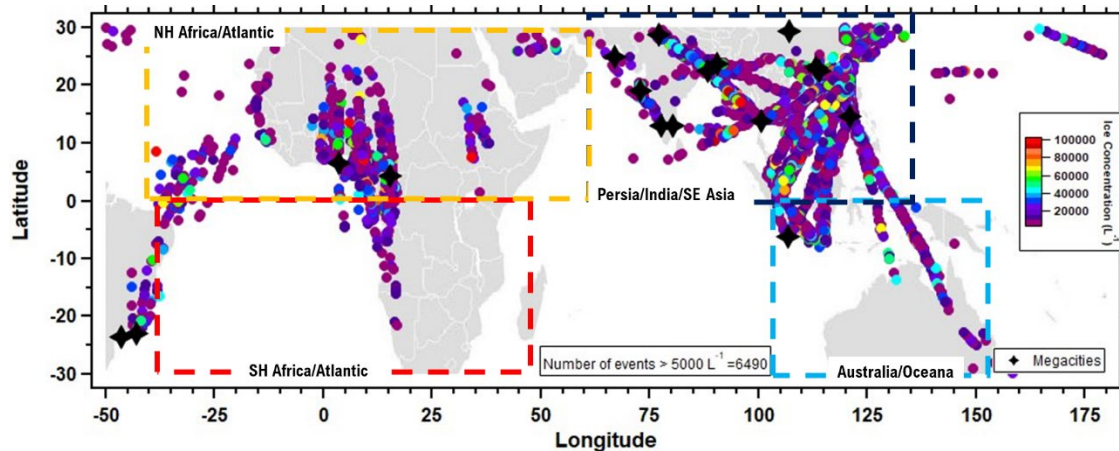 NH Africa/Atlantic
Persia/India/SE Asia
SH Africa/Atlantic
Australia/Oceana
Number of events > 5000 L⁻¹ =6490
Megacities
Ice Concentration (L⁻¹)
100000
80000
60000
40000
20000
Latitude
30
20
10
0
-10
-20
-30
-50 -25 0 25 50 75 100 125 150 175
Longitude